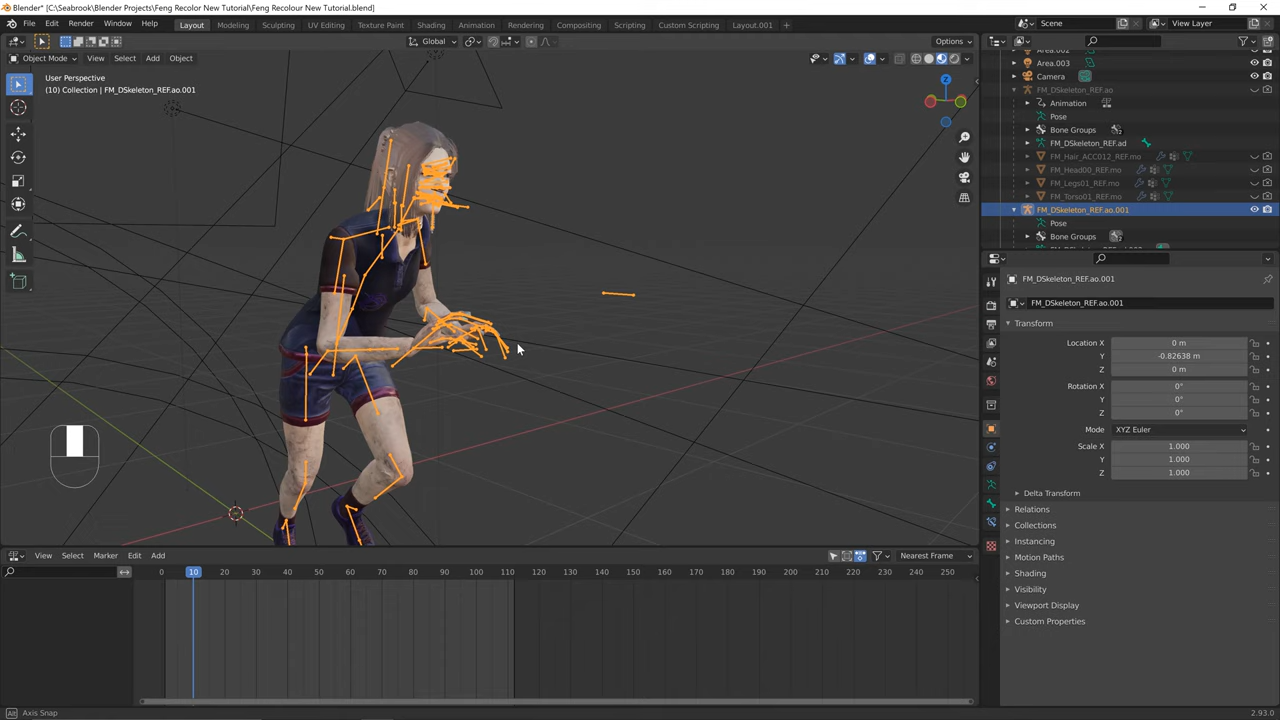 Blender* [C:\Seabrook\Blender Projects\Feng Recolor New Tutorial\Feng Recolour New Tutorial.blend]
File Edit Render Window Help Layout Modeling Sculpting UV Editing Texture Paint Shading Animation Rendering Compositing Scripting Custom Scripting Layout.001 + Scene View Layer
Global Options
Object Mode View Select Add Object
User Perspective
(10) Collection | FM_DSkeleton_REF.ao.001
Z
Area.003
Camera
FM_DSkeleton_REF.ao
Animation
Pose
Bone Groups
FM_DSkeleton_REF.ad
FM_Hair_ACC012_REF.mo
FM_Head00_REF.mo
FM_Legs01_REF.mo
FM_Torso01_REF.mo
FM_DSkeleton_REF.ao.001
Pose
Bone Groups
FM_DSkeleton_REF.ao.001
FM_DSkeleton_REF.ao.001
Transform
Location X 0 m
Y -0.82638 m
Z 0 m
Rotation X 0°
Y 0°
Z 0°
Mode XYZ Euler
Scale X 1.000
Y 1.000
Z 1.000
Delta Transform
Relations
Collections
Instancing
Motion Paths
Shading
Visibility
Viewport Display
Custom Properties
View Select Marker Edit Add Nearest Frame
0 10 20 30 40 50 60 70 80 90 100 110 120 130 140 150 160 170 180 190 200 210 220 230 240 250
Alt Axis Snap 2.93.0